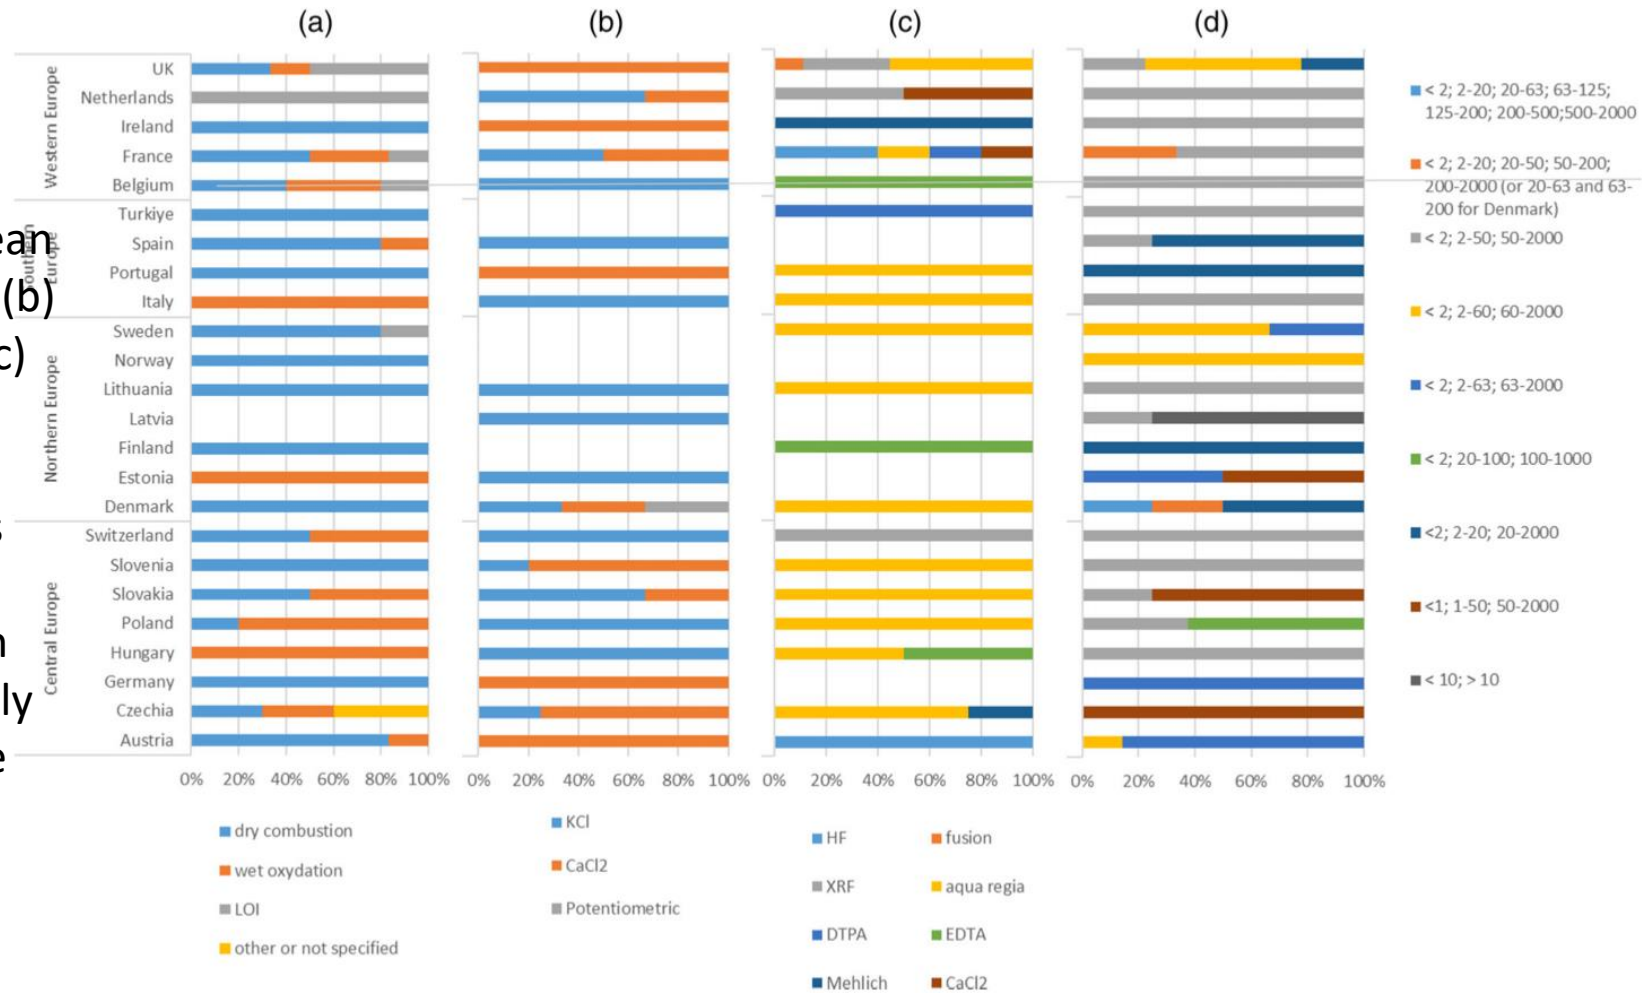 (a)
(b)
(c)
(d)
Western Europe
UK
Netherlands
Ireland
France
Belgium
Southern
Europe
Turkiye
Spain
Portugal
Italy
Northern Europe
Sweden
Norway
Lithuania
Latvia
Finland
Estonia
Denmark
Central Europe
Switzerland
Slovenia
Slovakia
Poland
Hungary
Germany
Czechia
Austria
ean
(b)
c)
s
n
ly
e
0% 20% 40% 60% 80% 100%
0% 20% 40% 60% 80% 100%
0% 20% 40% 60% 80% 100%
0% 20% 40% 60% 80% 100%
dry combustion
wet oxydation
LOI
other or not specified
KCl
CaCl2
Potentiometric
HF
fusion
XRF
aqua regia
DTPA
EDTA
Mehlich
CaCl2
< 2; 2-20; 20-63; 63-125;
125-200; 200-500;500-2000
< 2; 2-20; 20-50; 50-200;
200-2000 (or 20-63 and 63-
200 for Denmark)
< 2; 2-50; 50-2000
< 2; 2-60; 60-2000
< 2; 2-63; 63-2000
< 2; 20-100; 100-1000
<2; 2-20; 20-2000
<1; 1-50; 50-2000
< 10; > 10